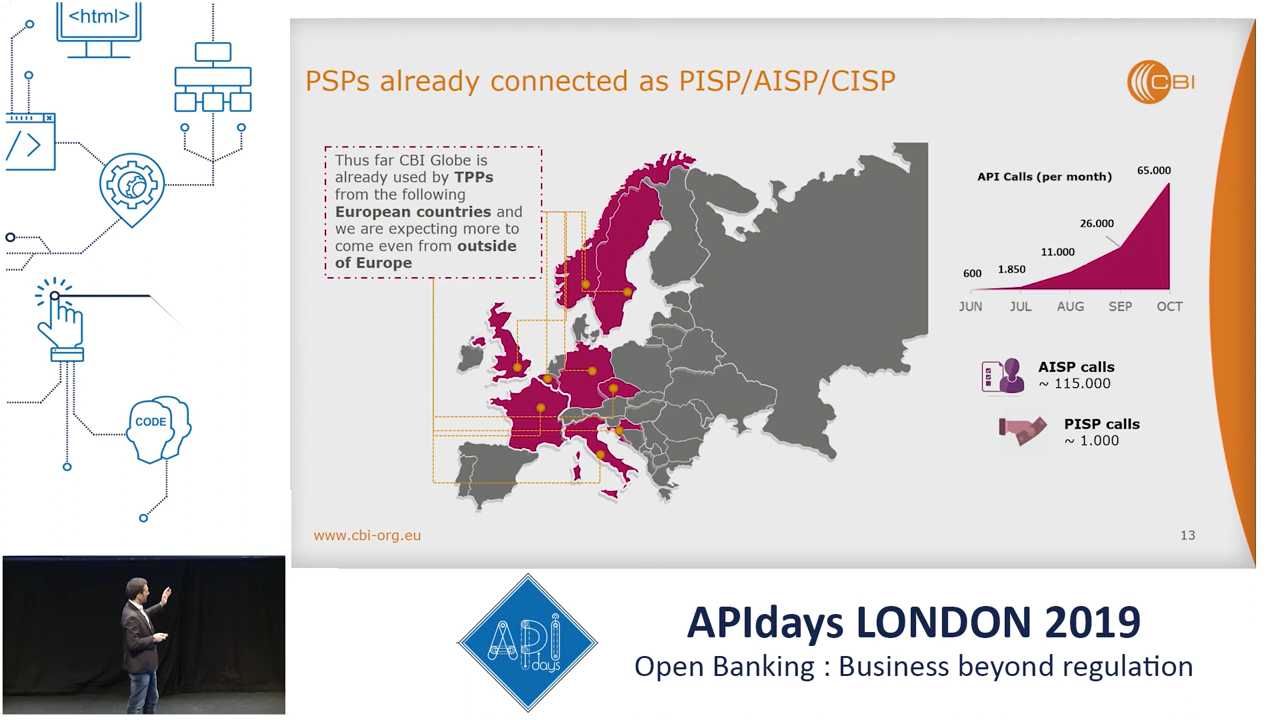 <html>
</>
CODE
PSPs already connected as PISP/AISP/CISP
CBI
Thus far CBI Globe is
already used by TPPs
from the following
European countries and
we are expecting more to
come even from outside
of Europe
API Calls (per month)
65.000
26.000
11.000
1.850
600
JUN JUL AUG SEP OCT
AISP calls
~ 115.000
PISP calls
~ 1.000
www.cbi-org.eu
13
API
days
APIdays LONDON 2019
Open Banking : Business beyond regulation